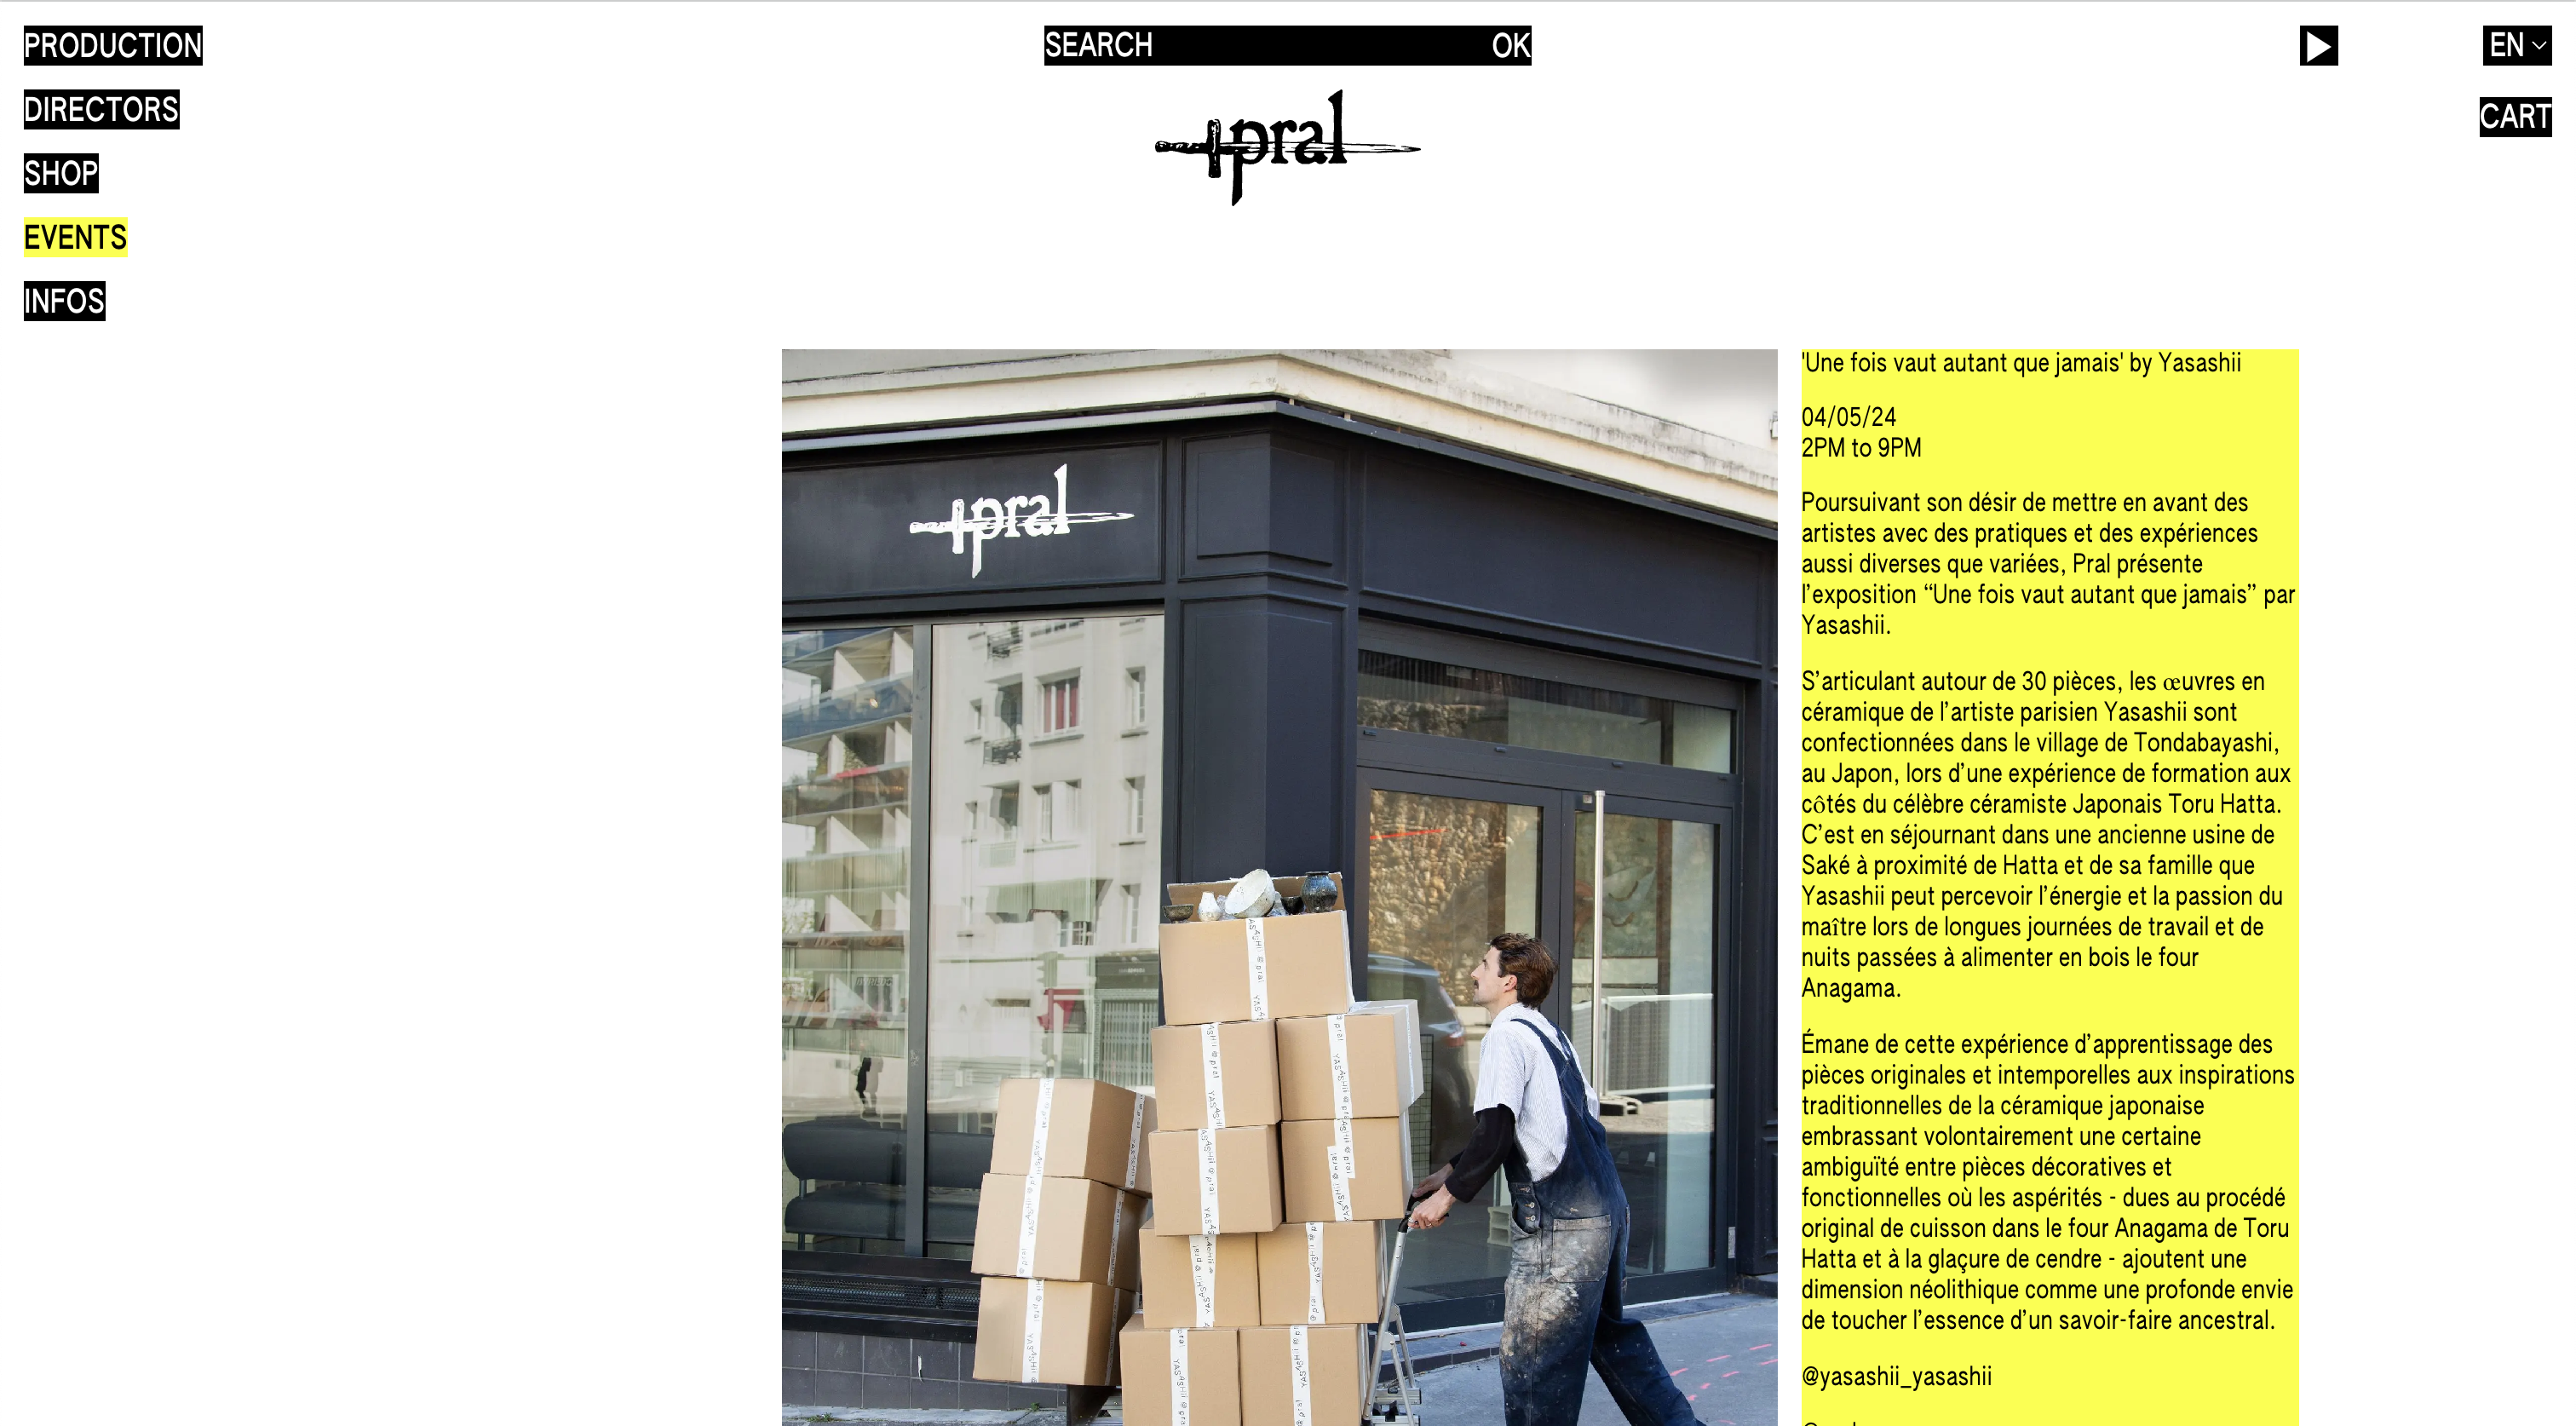 PRODUCTION
DIRECTORS
SHOP
EVENTS
INFOS
SEARCH OK
pral
EN
CART
pral
'Une fois vaut autant que jamais' by Yasashii
04/05/24
2PM to 9PM
Poursuivant son désir de mettre en avant des
artistes avec des pratiques et des expériences
aussi diverses que variées, Pral présente
l’exposition “Une fois vaut autant que jamais” par
Yasashii.
S’articulant autour de 30 pièces, les œuvres en
céramique de l’artiste parisien Yasashii sont
confectionnées dans le village de Tondabayashi,
au Japon, lors d’une expérience de formation aux
côtés du célèbre céramiste Japonais Toru Hatta.
C’est en séjournant dans une ancienne usine de
Saké à proximité de Hatta et de sa famille que
Yasashii peut percevoir l’énergie et la passion du
maître lors de longues journées de travail et de
nuits passées à alimenter en bois le four
Anagama.
Émane de cette expérience d’apprentissage des
pièces originales et intemporelles aux inspirations
traditionnelles de la céramique japonaise
embrassant volontairement une certaine
ambiguïté entre pièces décoratives et
fonctionnelles où les aspérités - dues au procédé
original de cuisson dans le four Anagama de Toru
Hatta et à la glaçure de cendre - ajoutent une
dimension néolithique comme une profonde envie
de toucher l’essence d’un savoir-faire ancestral.
@yasashii_yasashii